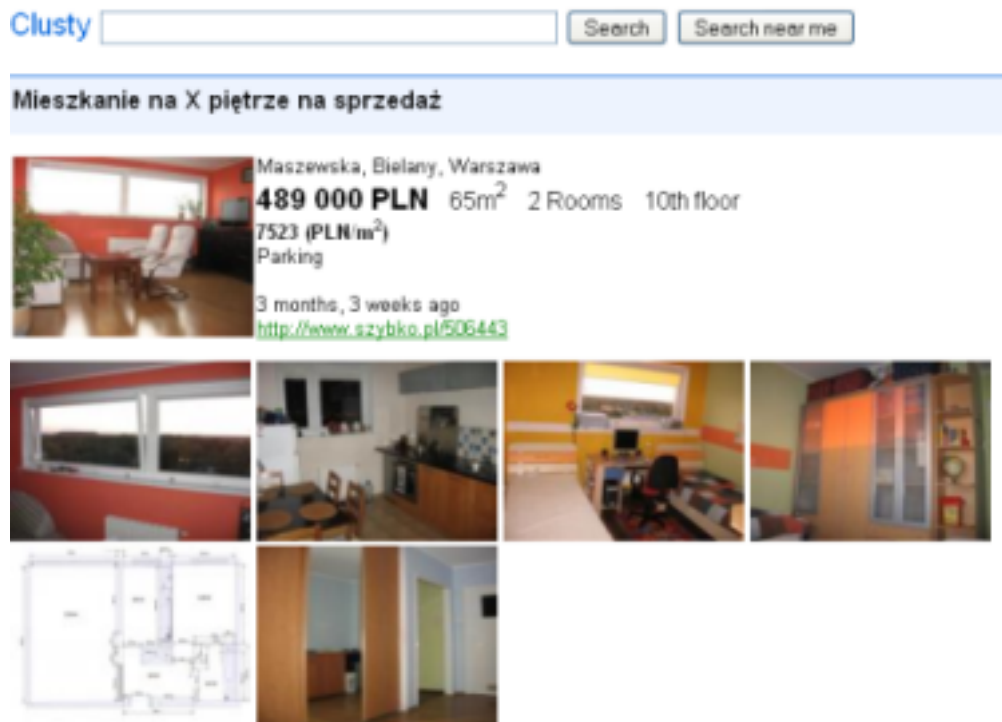 Clusty Search Search near me
Mieszkanie na X piętrze na sprzedaż
Maszewska, Bielany, Warszawa
489 000 PLN 65m² 2 Rooms 10th floor
7523 (PLN/m²)
Parking
3 months, 3 weeks ago
http://www.szybko.pl/506443